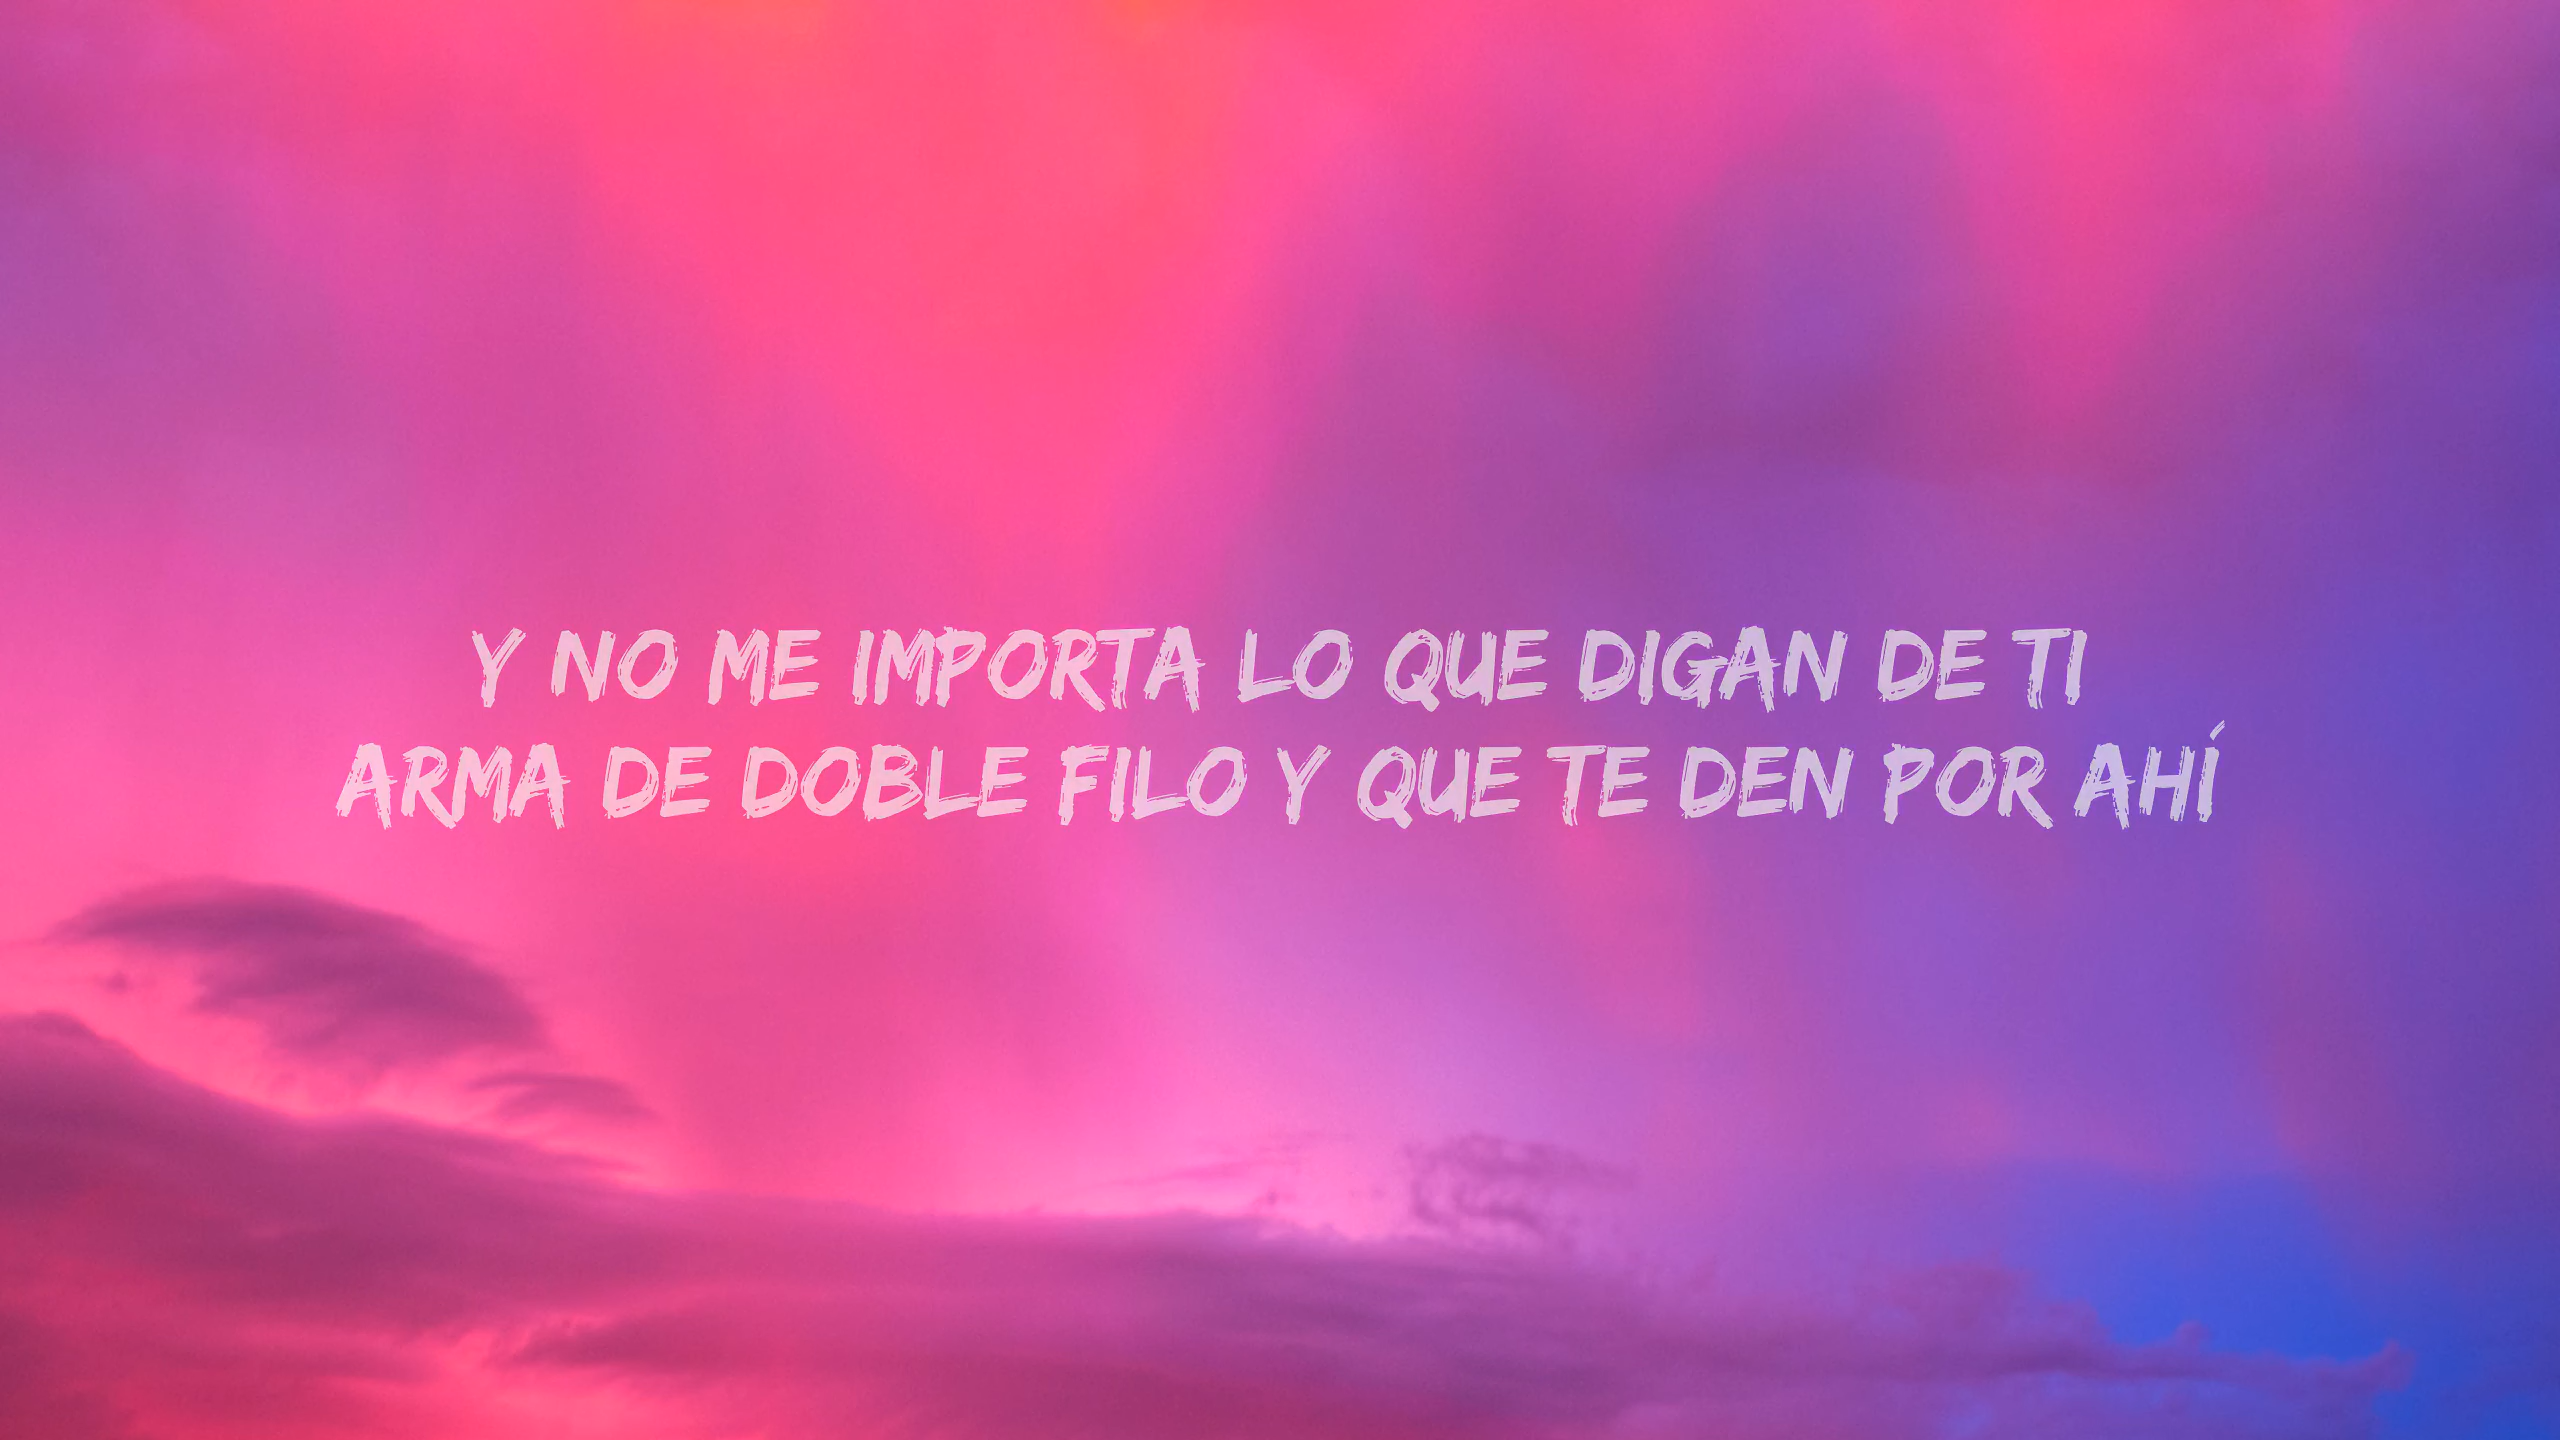 Y NO ME IMPORTA LO QUE DIGAN DE TI
ARMA DE DOBLE FILO Y QUE TE DEN POR AHÍ